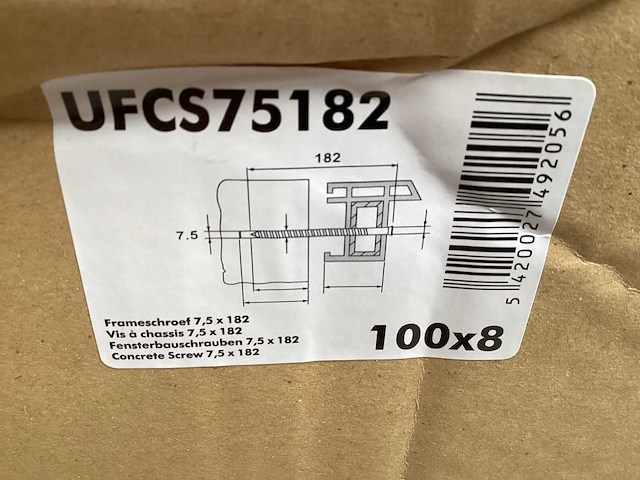 UFCS75182
182
7.5
5 420027 492056
Frameschroef 7,5 x 182
Vis à chassis 7,5 x 182
Fensterbauschrauben 7,5 x 182
Concrete Screw 7,5 x 182
100x8